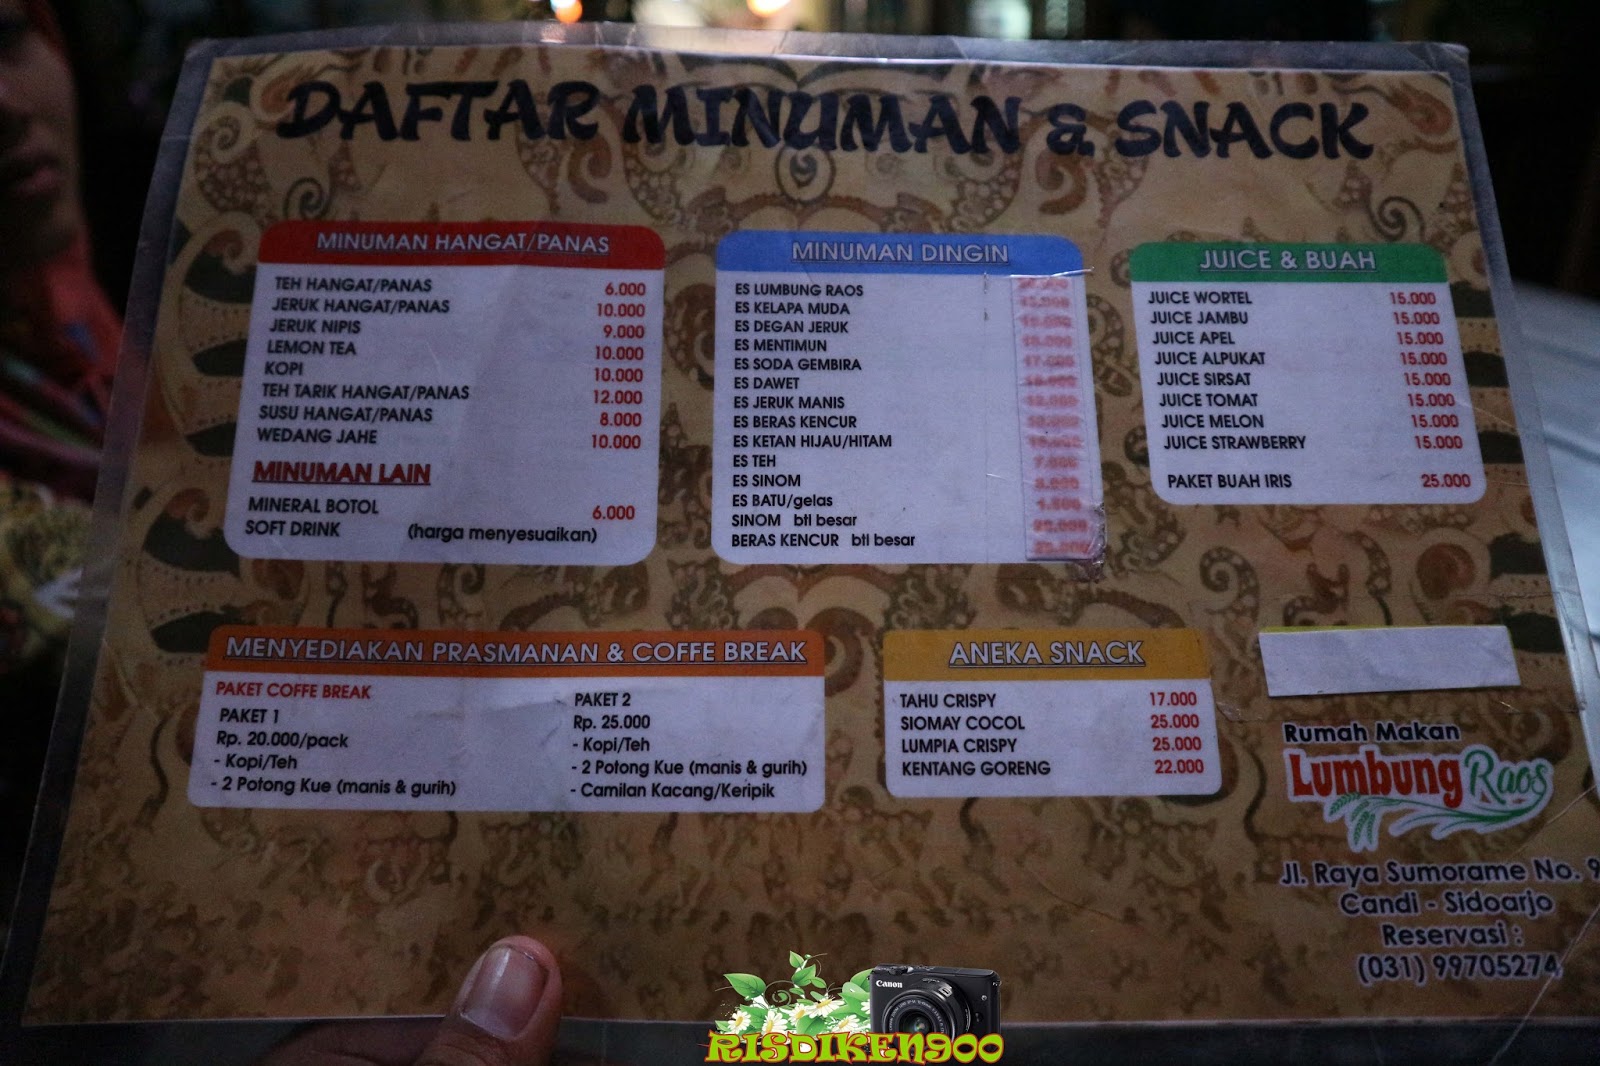 DAFTAR MINUMAN & SNACK
MINUMAN HANGAT/PANAS
TEH HANGAT/PANAS 6.000
JERUK HANGAT/PANAS 10.000
JERUK NIPIS 9.000
LEMON TEA 10.000
KOPI 10.000
TEH TARIK HANGAT/PANAS 12.000
SUSU HANGAT/PANAS 8.000
WEDANG JAHE 10.000
MINUMAN LAIN
MINERAL BOTOL 6.000
SOFT DRINK (harga menyesuaikan)
MINUMAN DINGIN
ES LUMBUNG RAOS
ES KELAPA MUDA
ES DEGAN JERUK
ES MENTIMUN
ES SODA GEMBIRA 17.000
ES DAWET
ES JERUK MANIS
ES BERAS KENCUR
ES KETAN HIJAU/HITAM
ES TEH 7.000
ES SINOM
ES BATU/gelas
SINOM btl besar
BERAS KENCUR btl besar
JUICE & BUAH
JUICE WORTEL 15.000
JUICE JAMBU 15.000
JUICE APEL 15.000
JUICE ALPUKAT 15.000
JUICE SIRSAT 15.000
JUICE TOMAT 15.000
JUICE MELON 15.000
JUICE STRAWBERRY 15.000
PAKET BUAH IRIS 25.000
MENYEDIAKAN PRASMANAN & COFFE BREAK
PAKET COFFE BREAK
PAKET 1
Rp. 20.000/pack
- Kopi/Teh
- 2 Potong Kue (manis & gurih)
PAKET 2
Rp. 25.000
- Kopi/Teh
- 2 Potong Kue (manis & gurih)
- Camilan Kacang/Keripik
ANEKA SNACK
TAHU CRISPY 17.000
SIOMAY COCOL 25.000
LUMPIA CRISPY 25.000
KENTANG GORENG 22.000
Rumah Makan
Lumbung Raos
Jl. Raya Sumorame No. 9
Candi - Sidoarjo
Reservasi :
(031) 99705274
Canon
RISDIKEN900